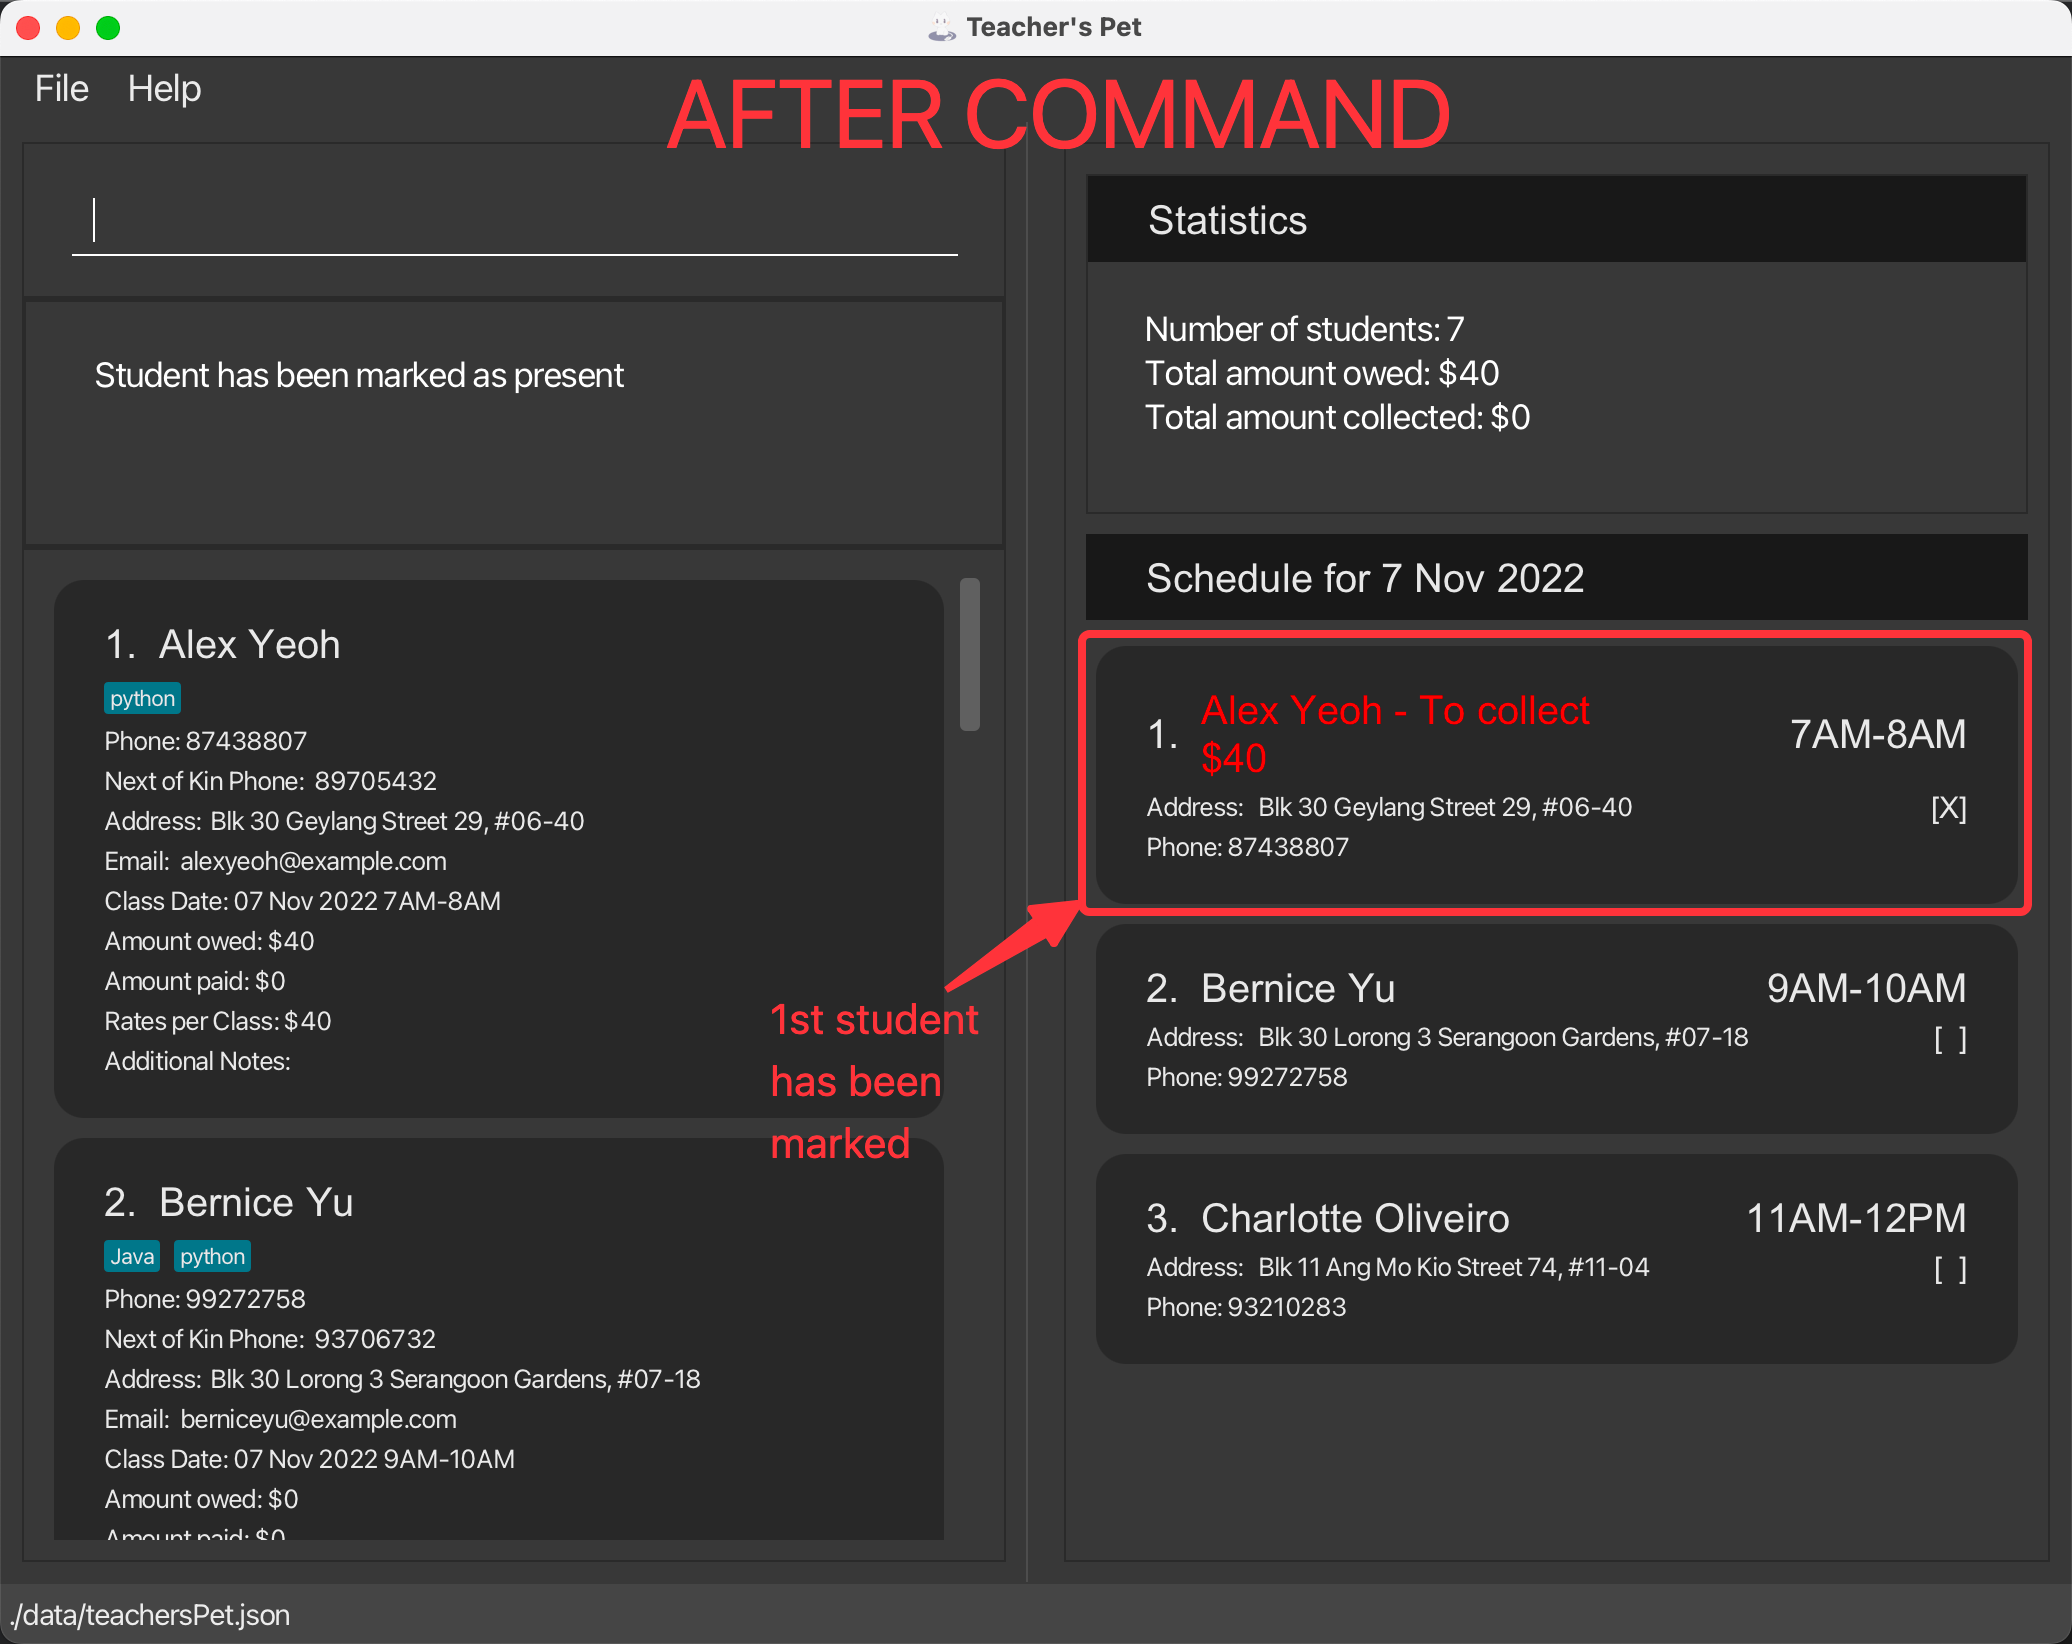 Teacher's Pet
File Help
AFTER COMMAND
Student has been marked as present
1. Alex Yeoh
python
Phone: 87438807
Next of Kin Phone: 89705432
Address: Blk 30 Geylang Street 29, #06-40
Email: alexyeoh@example.com
Class Date: 07 Nov 2022 7AM-8AM
Amount owed: $40
Amount paid: $0
Rates per Class: $40
Additional Notes:
1st student
has been
marked
2. Bernice Yu
Java python
Phone: 99272758
Next of Kin Phone: 93706732
Address: Blk 30 Lorong 3 Serangoon Gardens, #07-18
Email: berniceyu@example.com
Class Date: 07 Nov 2022 9AM-10AM
Amount owed: $0
Amount paid: $0
Statistics
Number of students: 7
Total amount owed: $40
Total amount collected: $0
Schedule for 7 Nov 2022
1. Alex Yeoh - To collect
$40
7AM-8AM
Address: Blk 30 Geylang Street 29, #06-40 [X]
Phone: 87438807
2. Bernice Yu 9AM-10AM
Address: Blk 30 Lorong 3 Serangoon Gardens, #07-18 [ ]
Phone: 99272758
3. Charlotte Oliveiro 11AM-12PM
Address: Blk 11 Ang Mo Kio Street 74, #11-04 [ ]
Phone: 93210283
./data/teachersPet.json